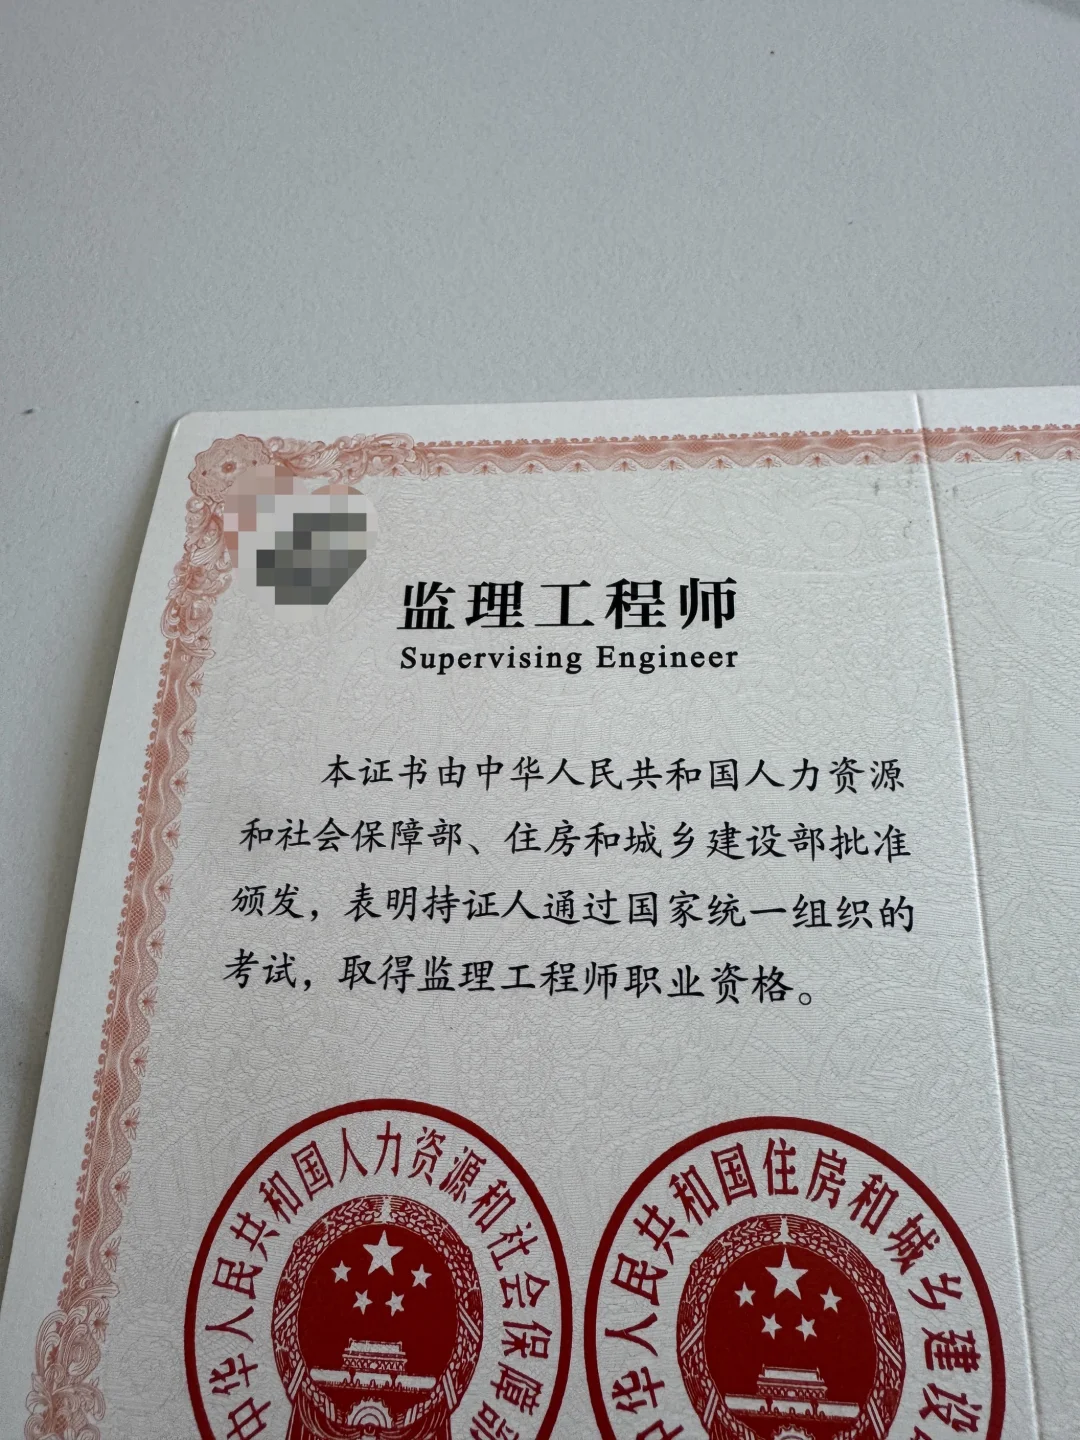 监理工程师
Supervising Engineer
本证书由中华人民共和国人力资源
和社会保障部、住房和城乡建设部批准
颁发，表明持证人通过国家统一组织的
考试，取得监理工程师职业资格。
中华人民共和国人力资源和社会保障部
中华人民共和国住房和城乡建设